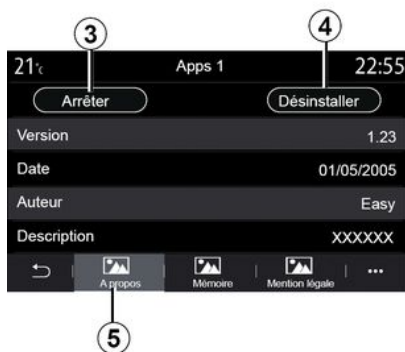 3
4
21°c Apps 1 22:55
Arrêter Désinstaller
Version 1.23
Date 01/05/2005
Auteur Easy
Description XXXXXX
A propos Mémoire Mention légale ...
5